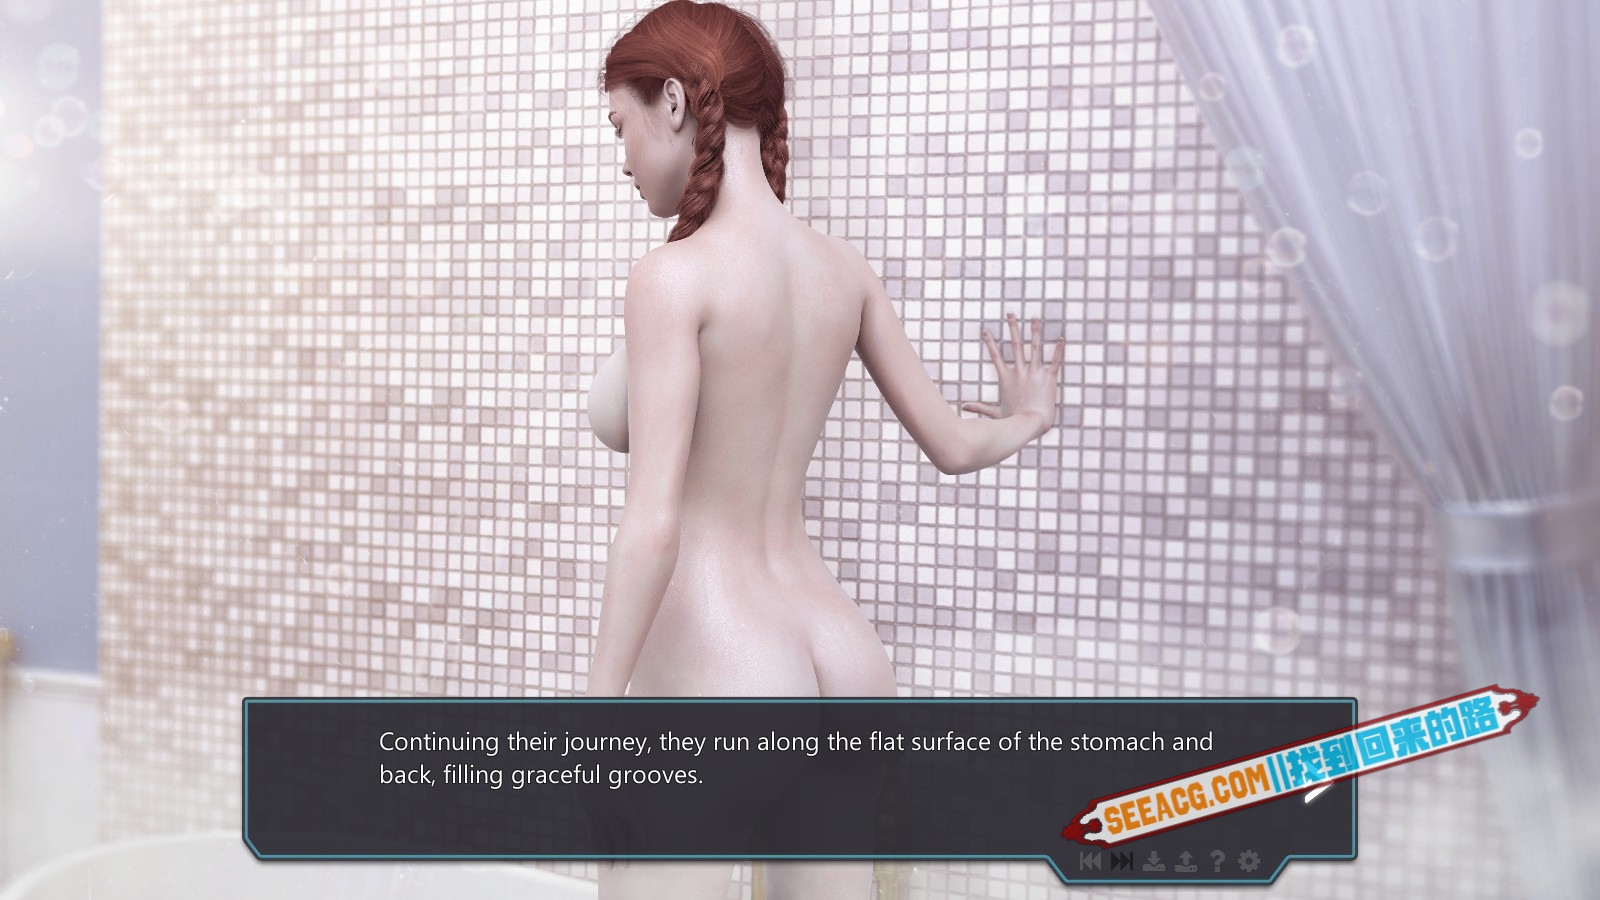 Continuing their journey, they run along the flat surface of the stomach and
back, filling graceful grooves.
SEEACG.COM||找到回来的路